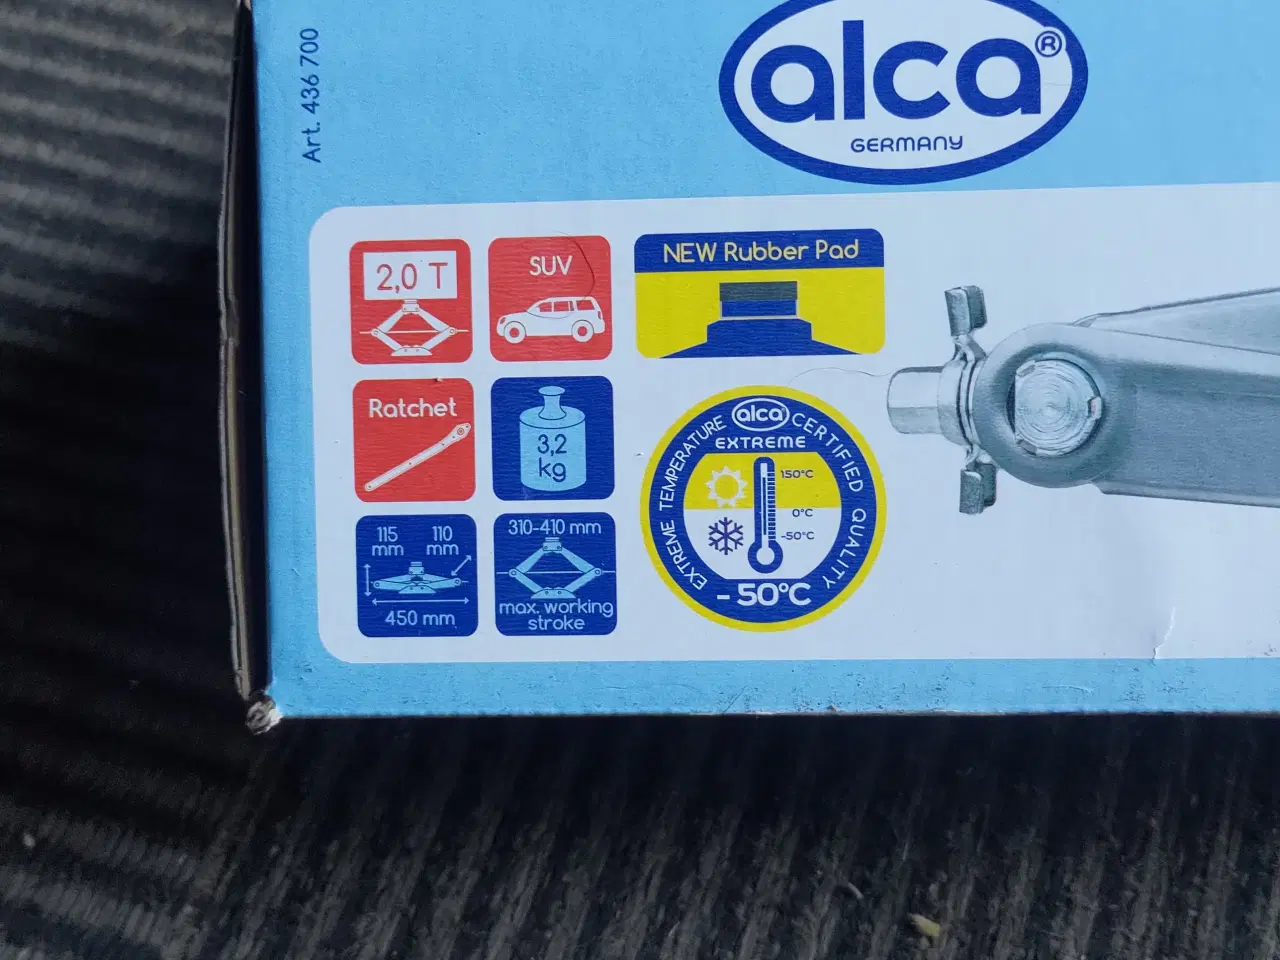 Art. 436 700
alca®
GERMANY
2,0 T
SUV
NEW Rubber Pad
Ratchet
3,2
kg
115
mm
110
mm
450 mm
310-410 mm
max. working
stroke
EXTREME TEMPERATURE
alca
CERTIFIED QUALITY
EXTREME
150°C
0°C
-50°C
- 50°C